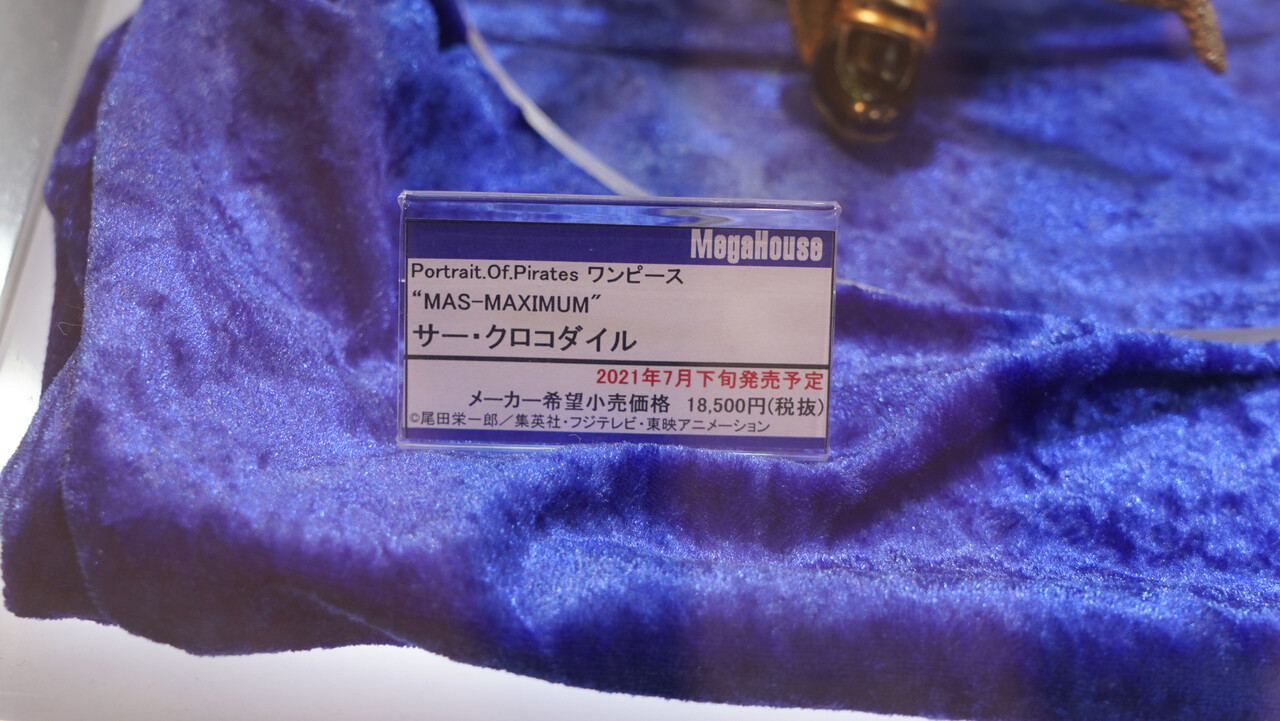 MegaHouse
Portrait.Of.Pirates ワンピース
“MAS-MAXIMUM”
サー・クロコダイル
2021年7月下旬発売予定
メーカー希望小売価格 18,500円(税抜)
©尾田栄一郎／集英社・フジテレビ・東映アニメーション